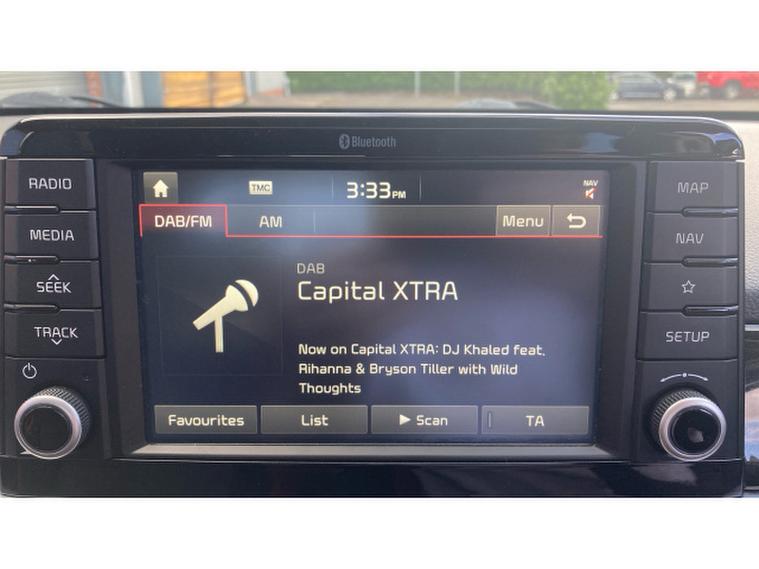 Bluetooth
RADIO
MEDIA
SEEK
TRACK
TMC
3:33PM
NAV
DAB/FM
AM
Menu
DAB
Capital XTRA
Now on Capital XTRA: DJ Khaled feat.
Rihanna & Bryson Tiller with Wild
Thoughts
Favourites
List
Scan
TA
MAP
NAV
SETUP